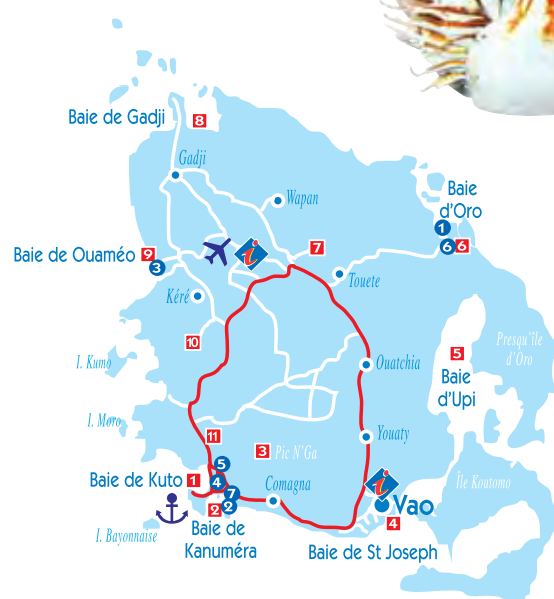 Baie de Gadji
8
Gadji
Wapan
Baie
d'Oro
1
6
6
7
i
Baie de Ouaméo
9
3
Touete
Kéré
10
Presqu'île
d'Oro
5
Baie
d'Upi
I. Kumo
Ouatchia
I. Moro
11
3
Pic N'Ga
Youaty
5
Baie de Kuto
1
4
7
2
2
Comagna
i
Île Koutomo
Vao
4
I. Bayonnaise
Baie de
Kanuméra
Baie de St Joseph